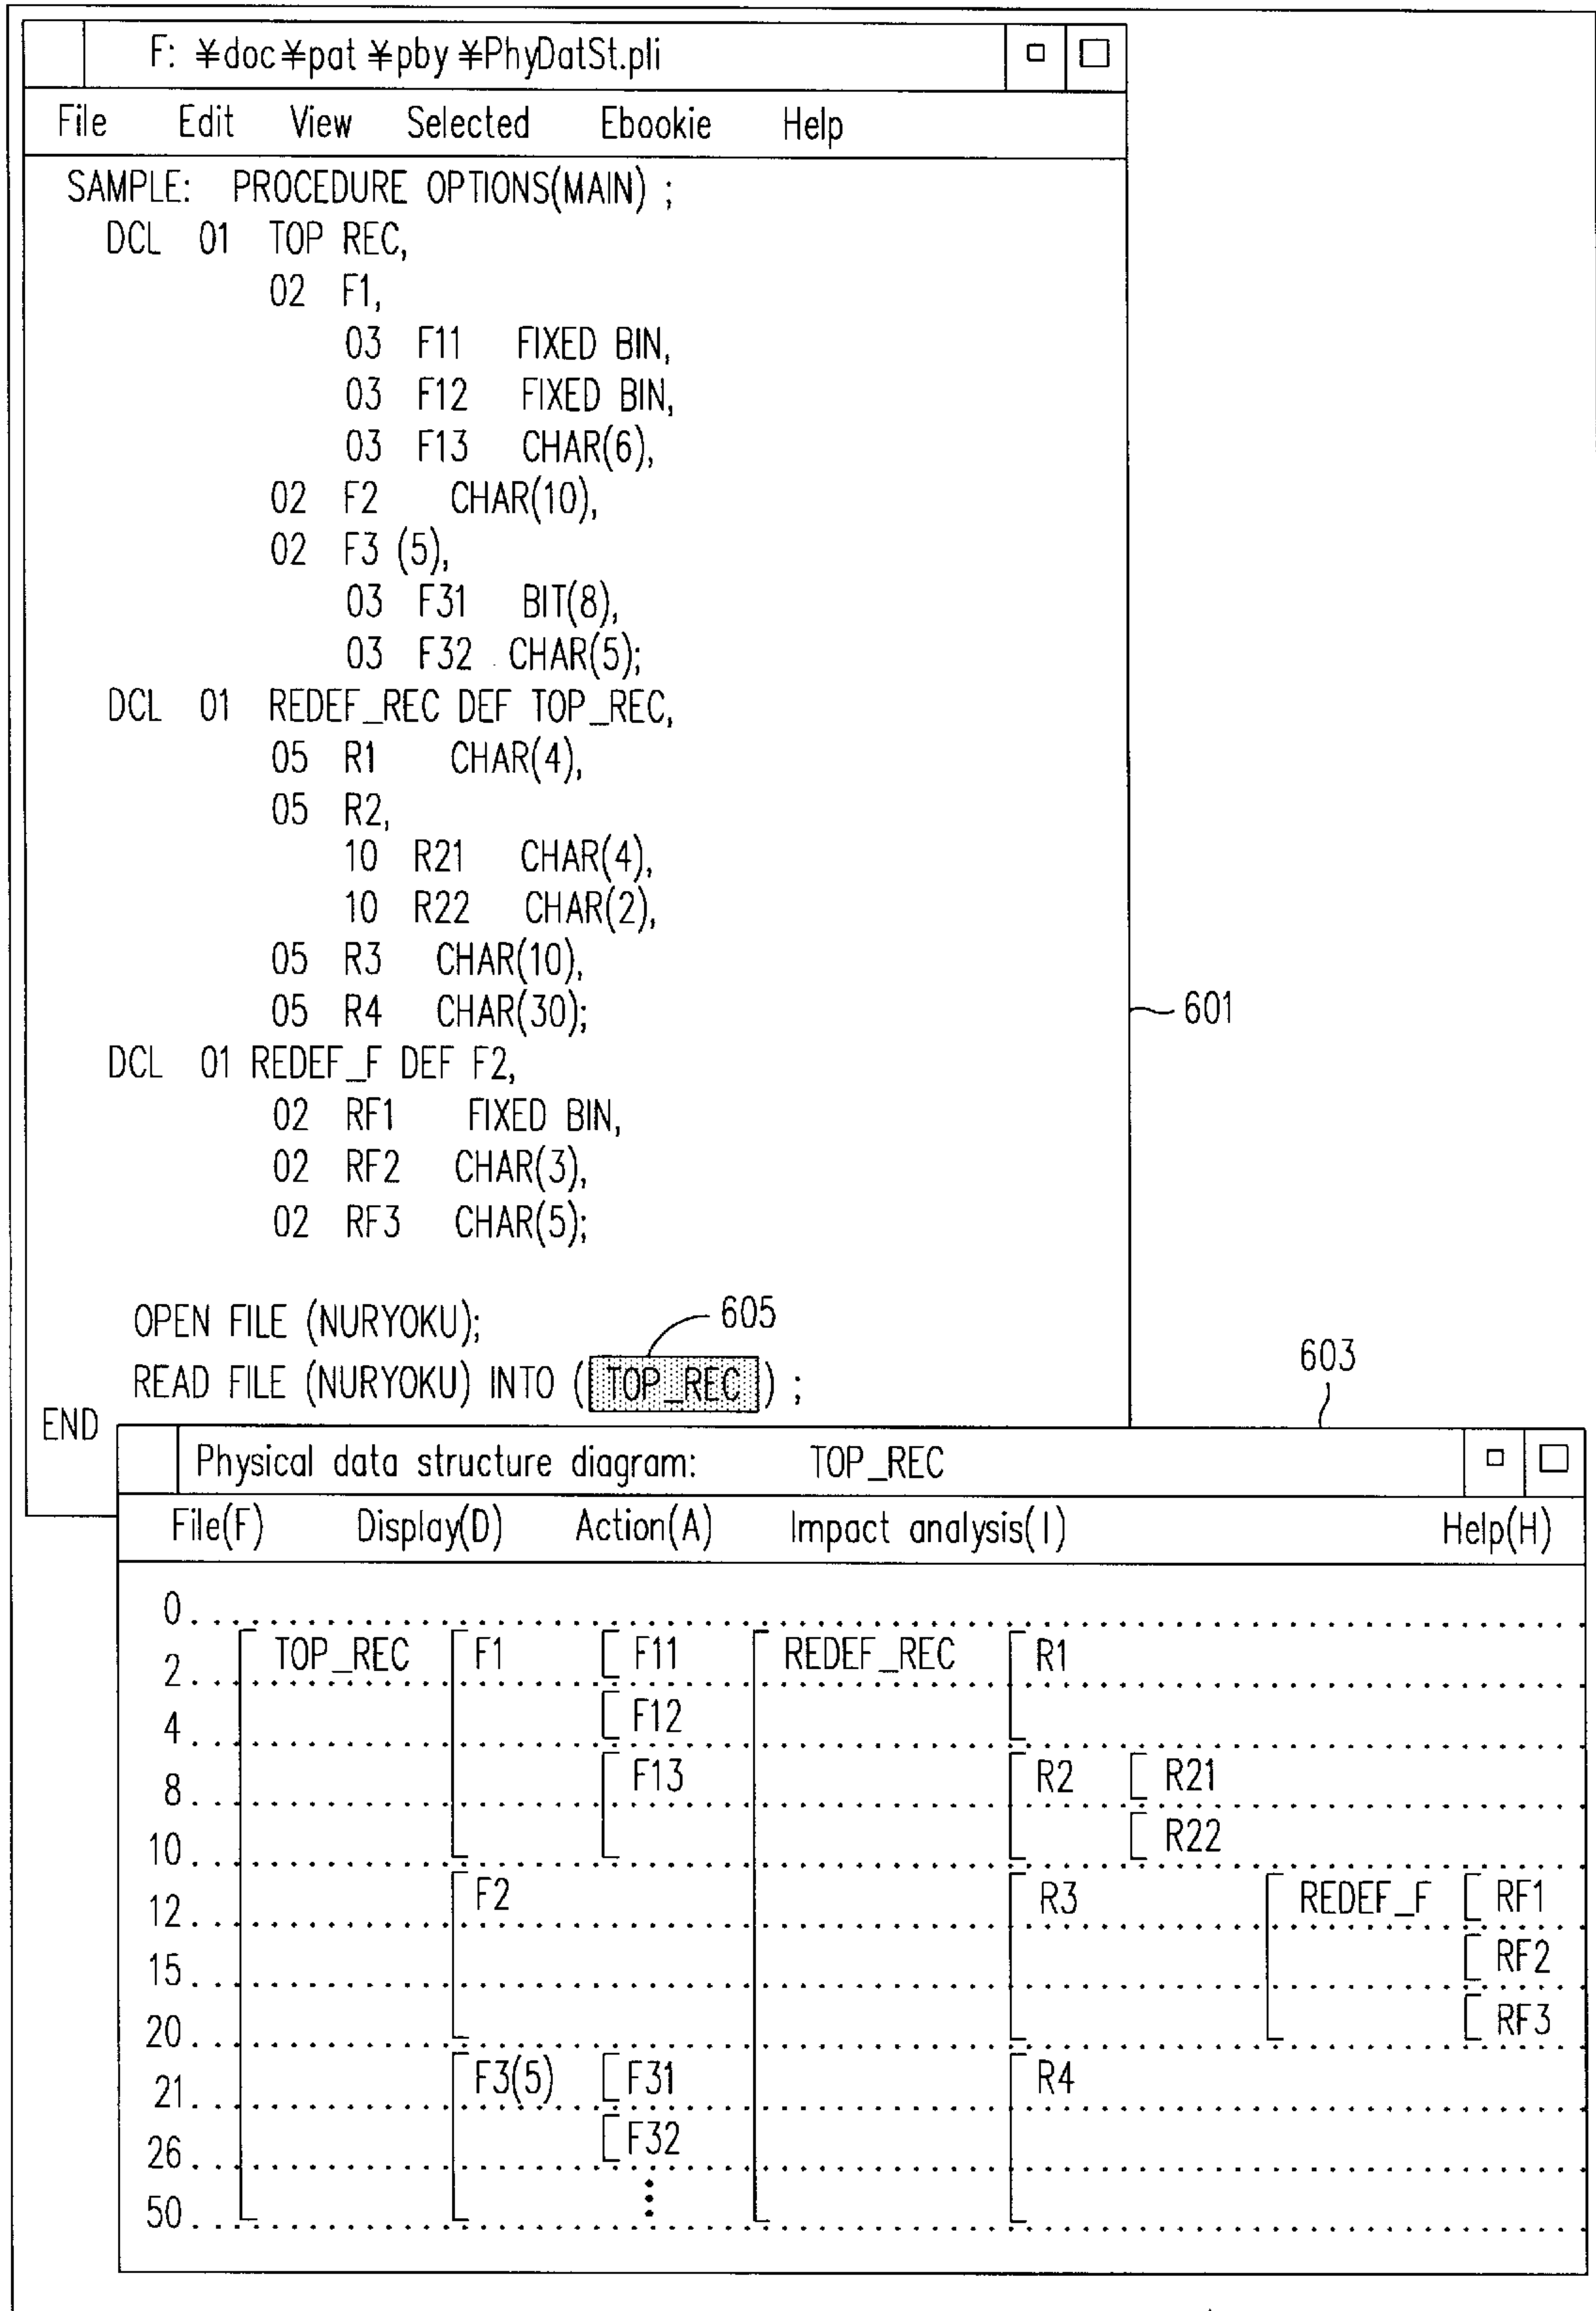 F: ¥doc¥pat ¥pby ¥PhyDatSt.pli
File Edit View Selected Ebookie Help
SAMPLE: PROCEDURE OPTIONS(MAIN) ;
DCL 01 TOP REC,
02 F1,
03 F11 FIXED BIN,
03 F12 FIXED BIN,
03 F13 CHAR(6),
02 F2 CHAR(10),
02 F3 (5),
03 F31 BIT(8),
03 F32 CHAR(5);
DCL 01 REDEF_REC DEF TOP_REC,
05 R1 CHAR(4),
05 R2,
10 R21 CHAR(4),
10 R22 CHAR(2),
05 R3 CHAR(10),
05 R4 CHAR(30);
601
DCL 01 REDEF_F DEF F2,
02 RF1 FIXED BIN,
02 RF2 CHAR(3),
02 RF3 CHAR(5);
OPEN FILE (NURYOKU);
605
READ FILE (NURYOKU) INTO ( TOP_REC ) ;
603
END
Physical data structure diagram: TOP_REC
File(F) Display(D) Action(A) Impact analysis(I) Help(H)
0
2 TOP_REC F1 F11 REDEF_REC R1
4 F12
8 F13 R2 R21
10 R22
12 F2 R3 REDEF_F RF1
15 RF2
20 RF3
21 F3(5) F31 R4
26 F32
50